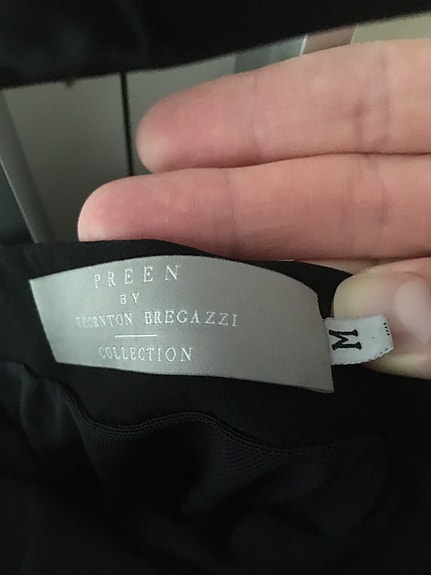 PREEN
BY
THORNTON BREGAZZI
COLLECTION
M